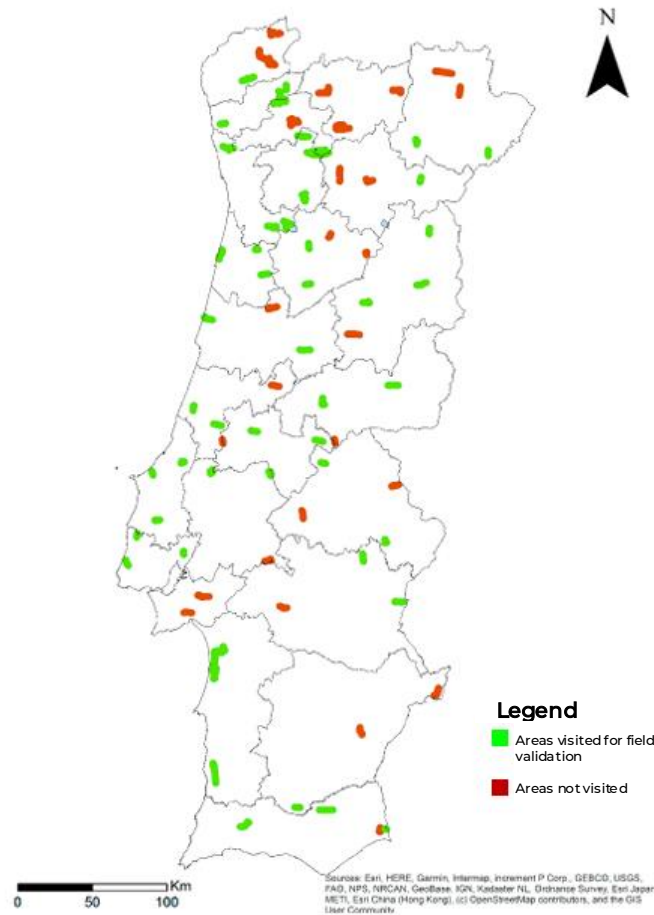 N
Legend
Areas visited for field
validation
Areas not visited
Km
0 50 100
Sources: Esri, HERE, Garmin, Intermap, increment P Corp., GEBCO, USGS,
FAO, NPS, NRCAN, GeoBase, IGN, Kadaster NL, Ordnance Survey, Esri Japan
METI, Esri China (Hong Kong), (c) OpenStreetMap contributors, and the GIS
User Community